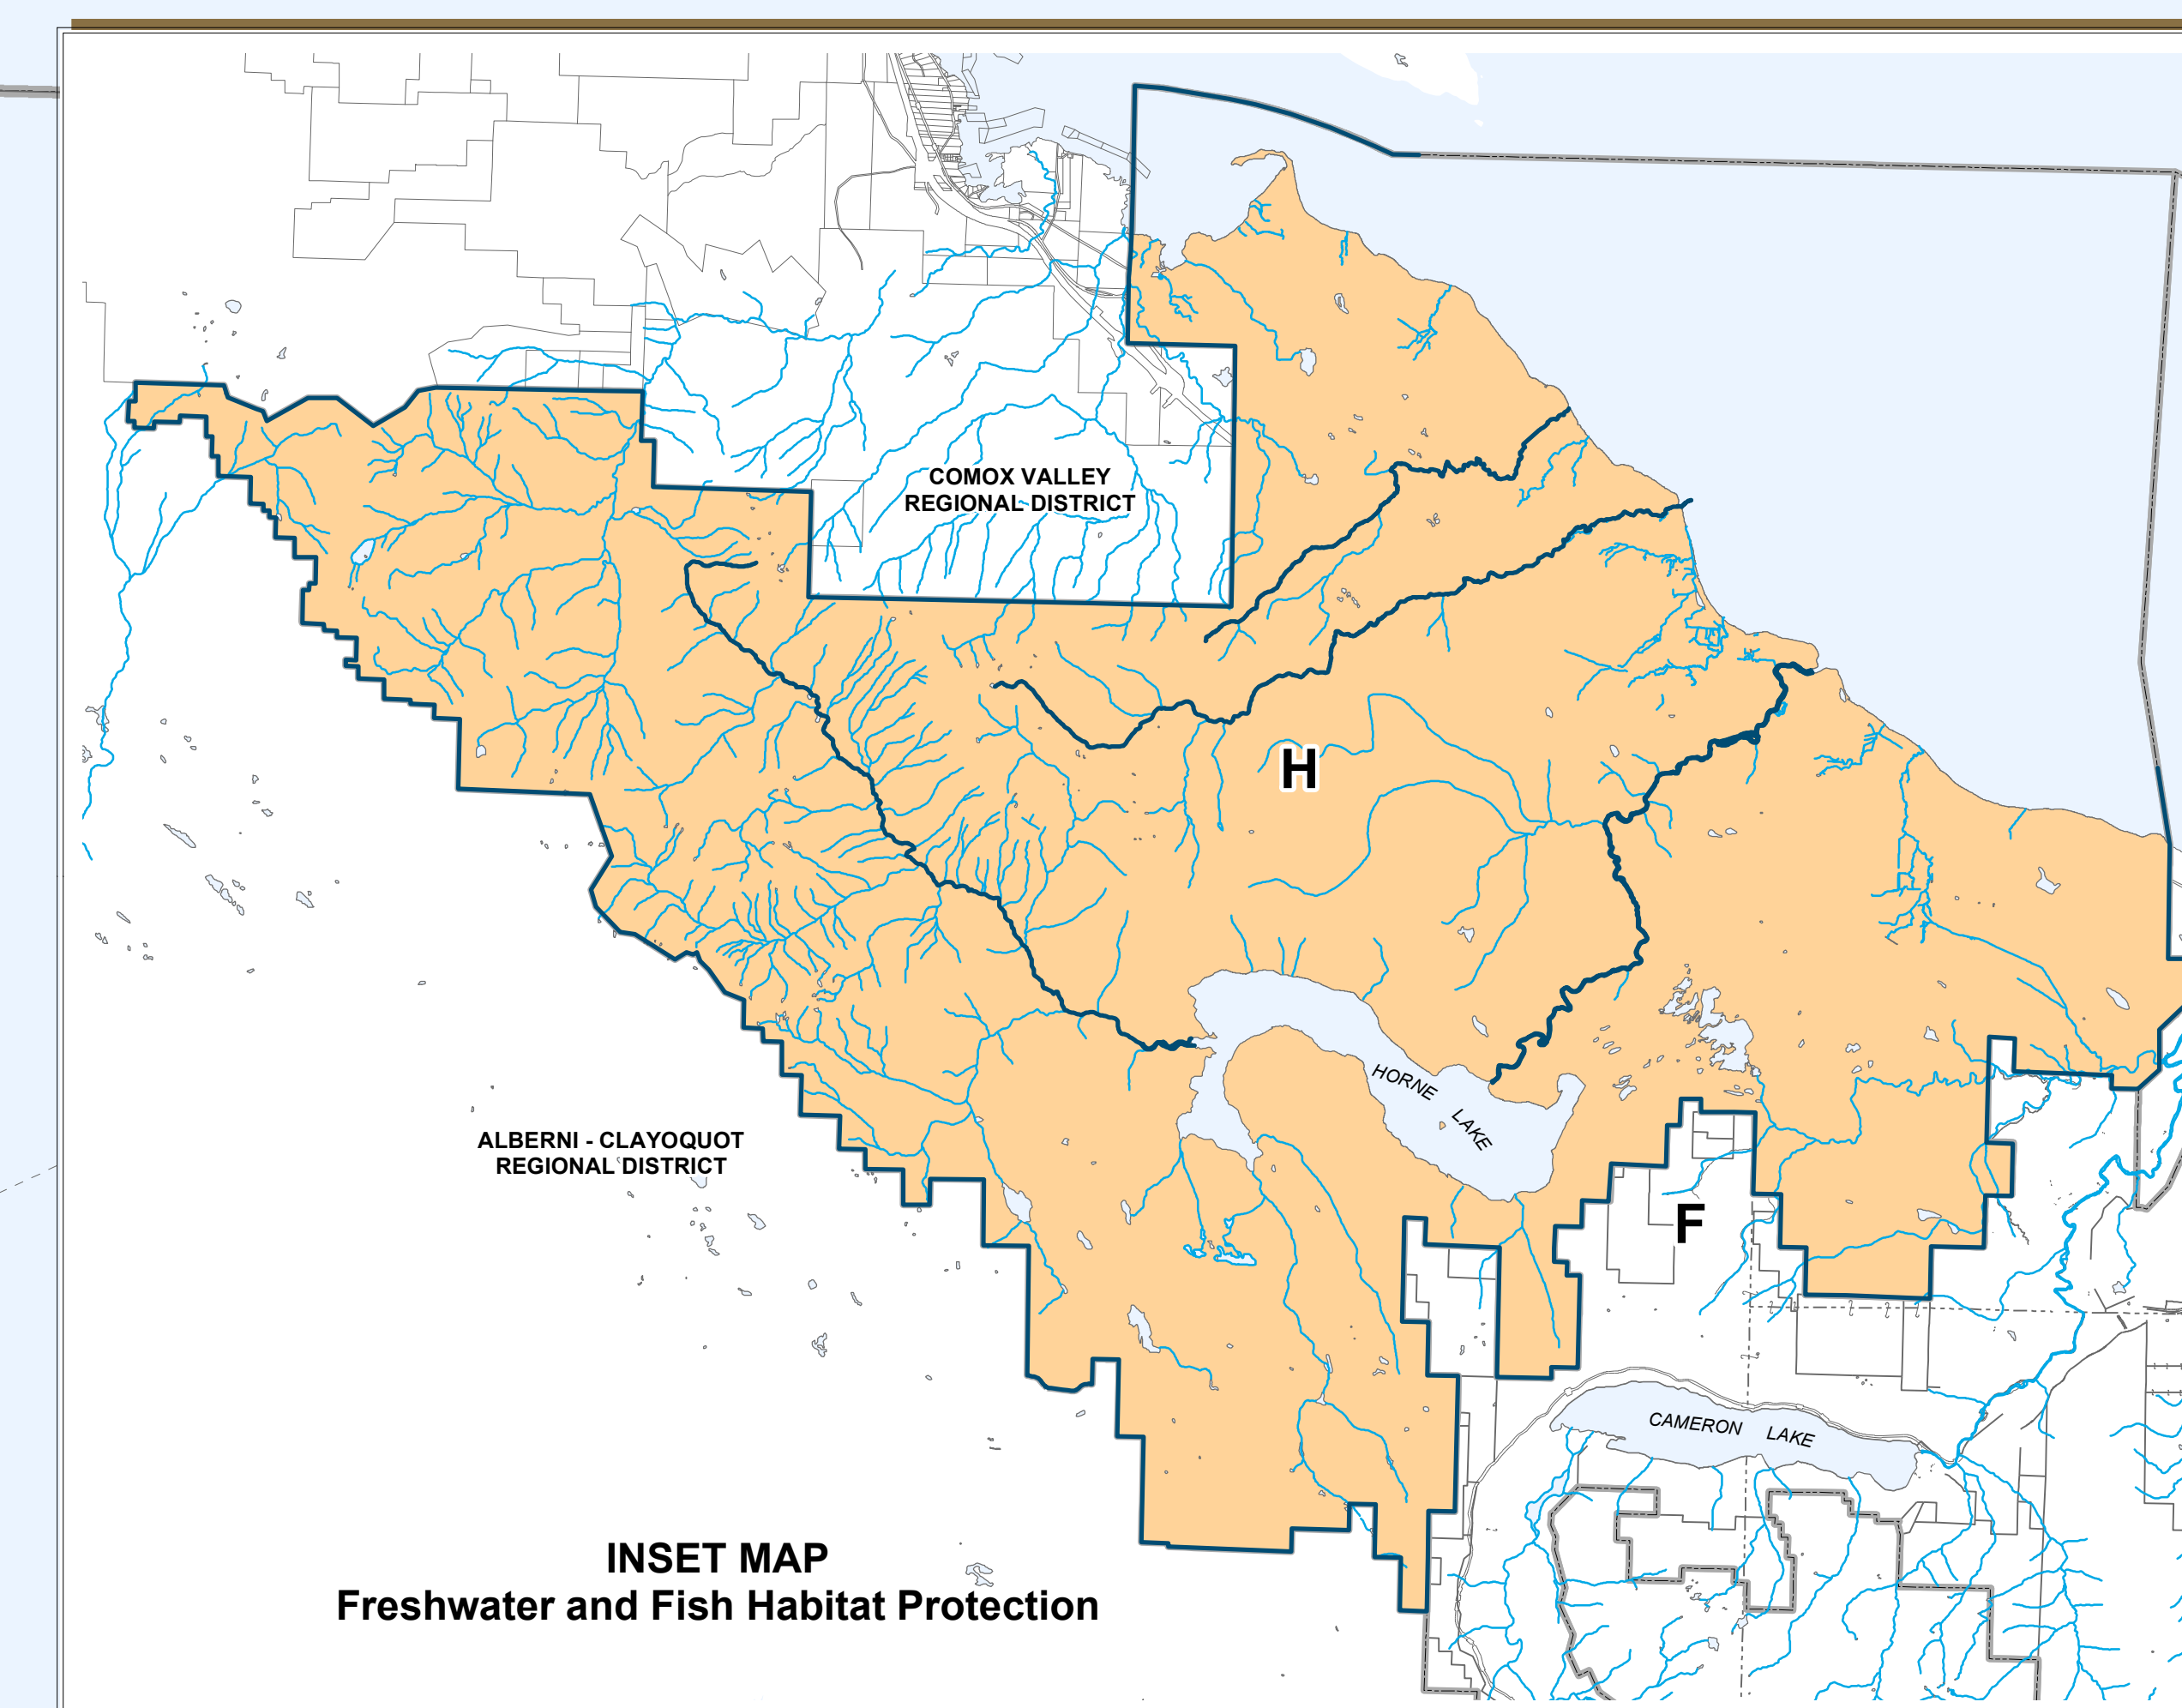 COMOX VALLEY
REGIONAL DISTRICT
H
HORNE LAKE
ALBERNI - CLAYOQUOT
REGIONAL DISTRICT
F
CAMERON LAKE
INSET MAP
Freshwater and Fish Habitat Protection